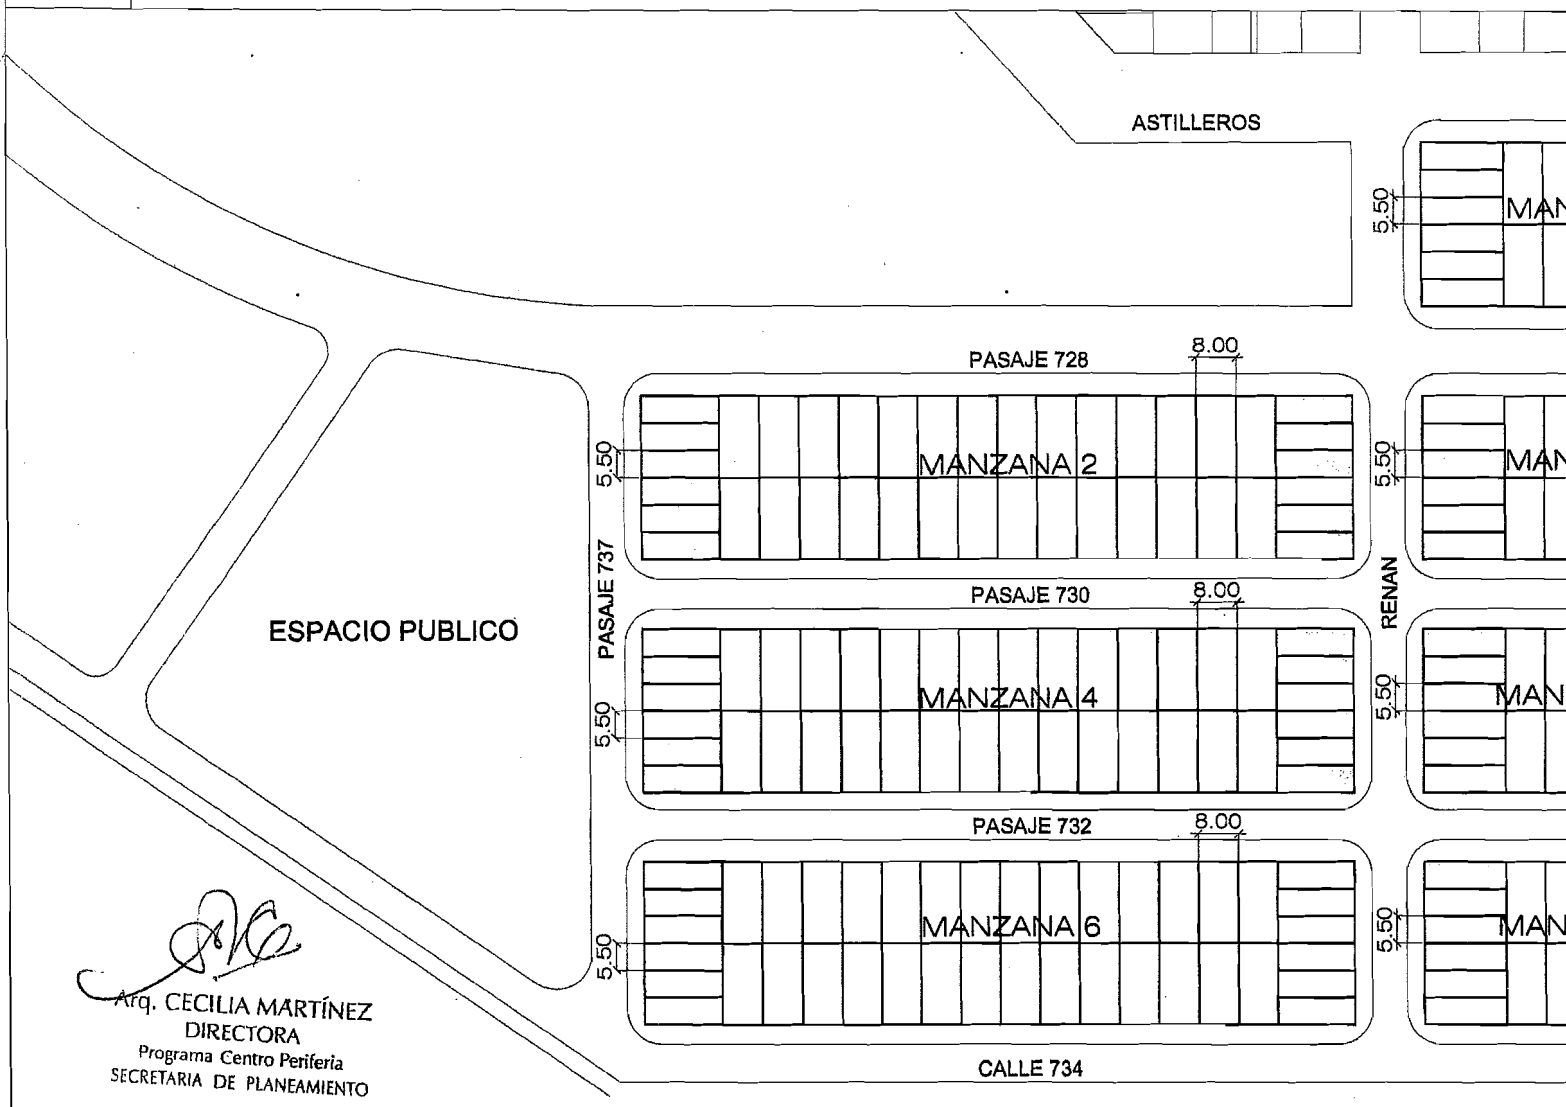 ASTILLEROS
5.50
MAN
PASAJE 728
8.00
5.50
MANZANA 2
5.50
MAN
PASAJE 737
PASAJE 730
8.00
RENAN
ESPACIO PUBLICO
5.50
MANZANA 4
5.50
MAN
PASAJE 732
8.00
5.50
MANZANA 6
5.50
MAN
CALLE 734
Arq. CECILIA MARTÍNEZ
DIRECTORA
Programa Centro Periferia
SECRETARIA DE PLANEAMIENTO